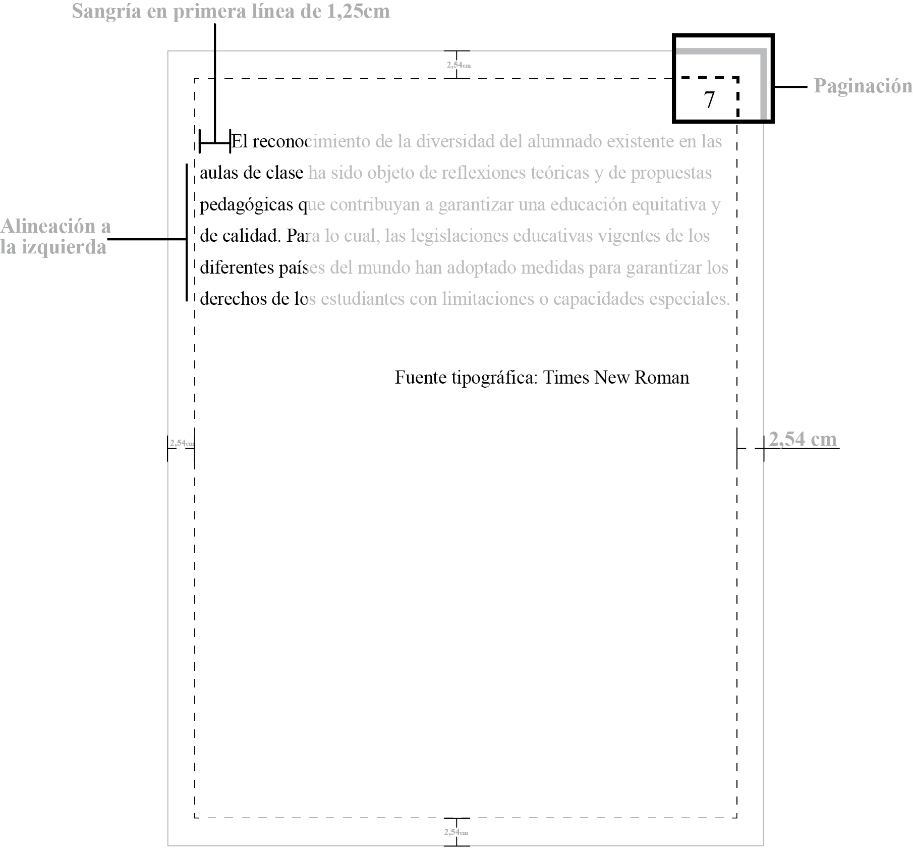 Sangría en primera línea de 1,25cm
2,54cm
Paginación
7
El reconocimiento de la diversidad del alumnado existente en las
aulas de clase ha sido objeto de reflexiones teóricas y de propuestas
pedagógicas que contribuyan a garantizar una educación equitativa y
de calidad. Para lo cual, las legislaciones educativas vigentes de los
diferentes países del mundo han adoptado medidas para garantizar los
derechos de los estudiantes con limitaciones o capacidades especiales.
Alineación a
la izquierda
Fuente tipográfica: Times New Roman
2,54cm
2,54 cm
2,54cm